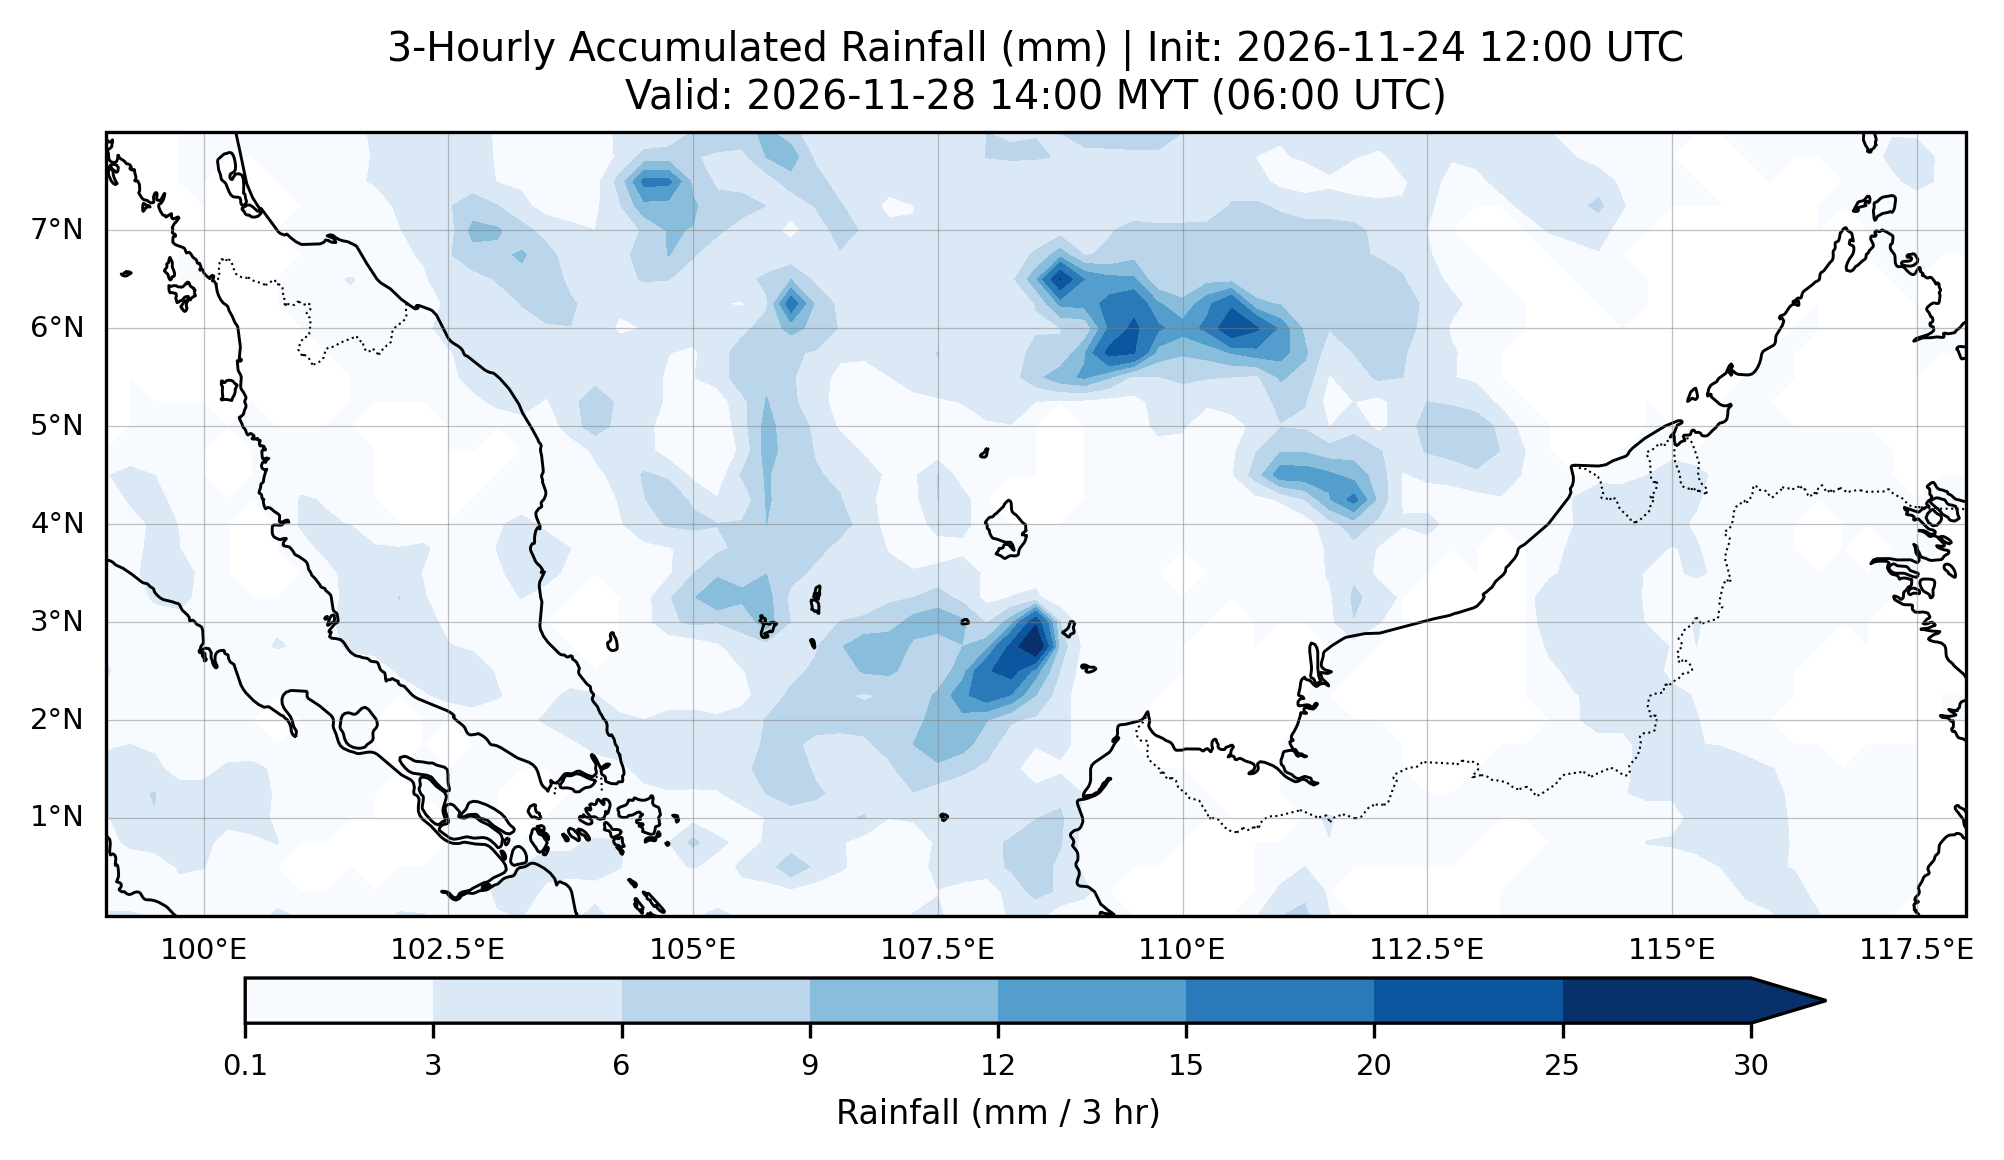 3-Hourly Accumulated Rainfall (mm) | Init: 2026-11-24 12:00 UTC
Valid: 2026-11-28 14:00 MYT (06:00 UTC)
7°N
6°N
5°N
4°N
3°N
2°N
1°N
100°E 102.5°E 105°E 107.5°E 110°E 112.5°E 115°E 117.5°E
0.1 3 6 9 12 15 20 25 30
Rainfall (mm / 3 hr)